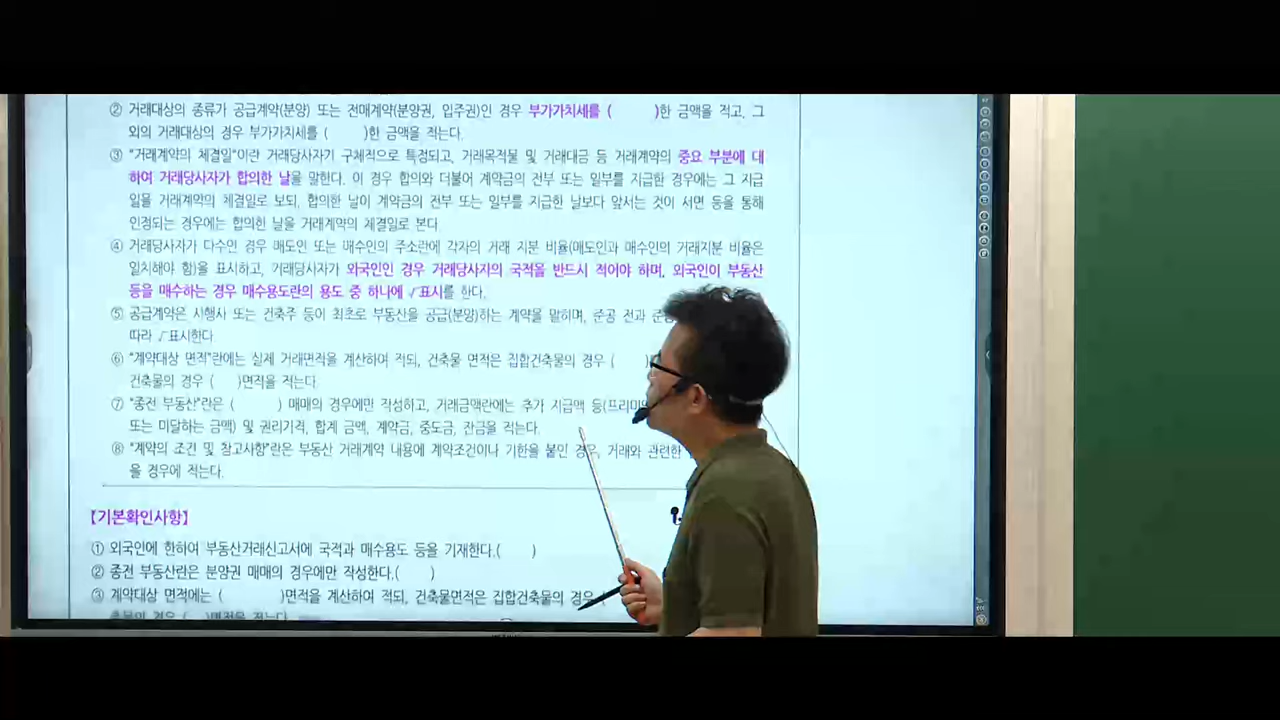 ② 거래대상의 종류가 공급계약(분양) 또는 전매계약(분양권, 입주권)인 경우 부가가치세를 ( )한 금액을 적고, 그
외의 거래대상의 경우 부가가치세를 ( )한 금액을 적는다.
③ "거래계약의 체결일"이란 거래당사자가 구체적으로 특정되고, 거래목적물 및 거래대금 등 거래계약의 중요 부분에 대
하여 거래당사자가 합의한 날을 말한다. 이 경우 합의와 더불어 계약금의 전부 또는 일부를 지급한 경우에는 그 지급
일을 거래계약의 체결일로 보되, 합의한 날이 계약금의 전부 또는 일부를 지급한 날보다 앞서는 것이 서면 등을 통해
인정되는 경우에는 합의한 날을 거래계약의 체결일로 본다.
④ 거래당사자가 다수인 경우 매도인 또는 매수인의 주소란에 각자의 거래 지분 비율(매도인과 매수인의 거래지분 비율은
일치해야 함)을 표시하고, 거래당사자가 외국인인 경우 거래당사자의 국적을 반드시 적어야 하며, 외국인이 부동산
등을 매수하는 경우 매수용도란의 용도 중 하나에 √표시를 한다.
⑤ 공급계약은 시행사 또는 건축주 등이 최초로 부동산을 공급(분양)하는 계약을 말하며, 준공 전과 준공
따라 √표시한다
⑥ "계약대상 면적"란에는 실제 거래면적을 계산하여 적되, 건축물 면적은 집합건축물의 경우 ( )
건축물의 경우 ( )면적을 적는다.
⑦ "종전 부동산"란은 ( ) 매매의 경우에만 작성하고, 거래금액란에는 추가 지급액 등(프리미엄
또는 미달하는 금액) 및 권리가격, 합계 금액, 계약금, 중도금, 잔금을 적는다.
⑧ "계약의 조건 및 참고사항"란은 부동산 거래계약 내용에 계약조건이나 기한을 붙인 경우, 거래와 관련한
을 경우에 적는다.
【기본확인사항】
① 외국인에 한하여 부동산거래신고서에 국적과 매수용도 등을 기재한다.( )
② 종전 부동산란은 분양권 매매의 경우에만 작성한다.( )
③ 계약대상 면적에는 ( )면적을 계산하여 적되, 건축물면적은 집합건축물의 경우 (
축물의 경우 ( )면적을 적는다.